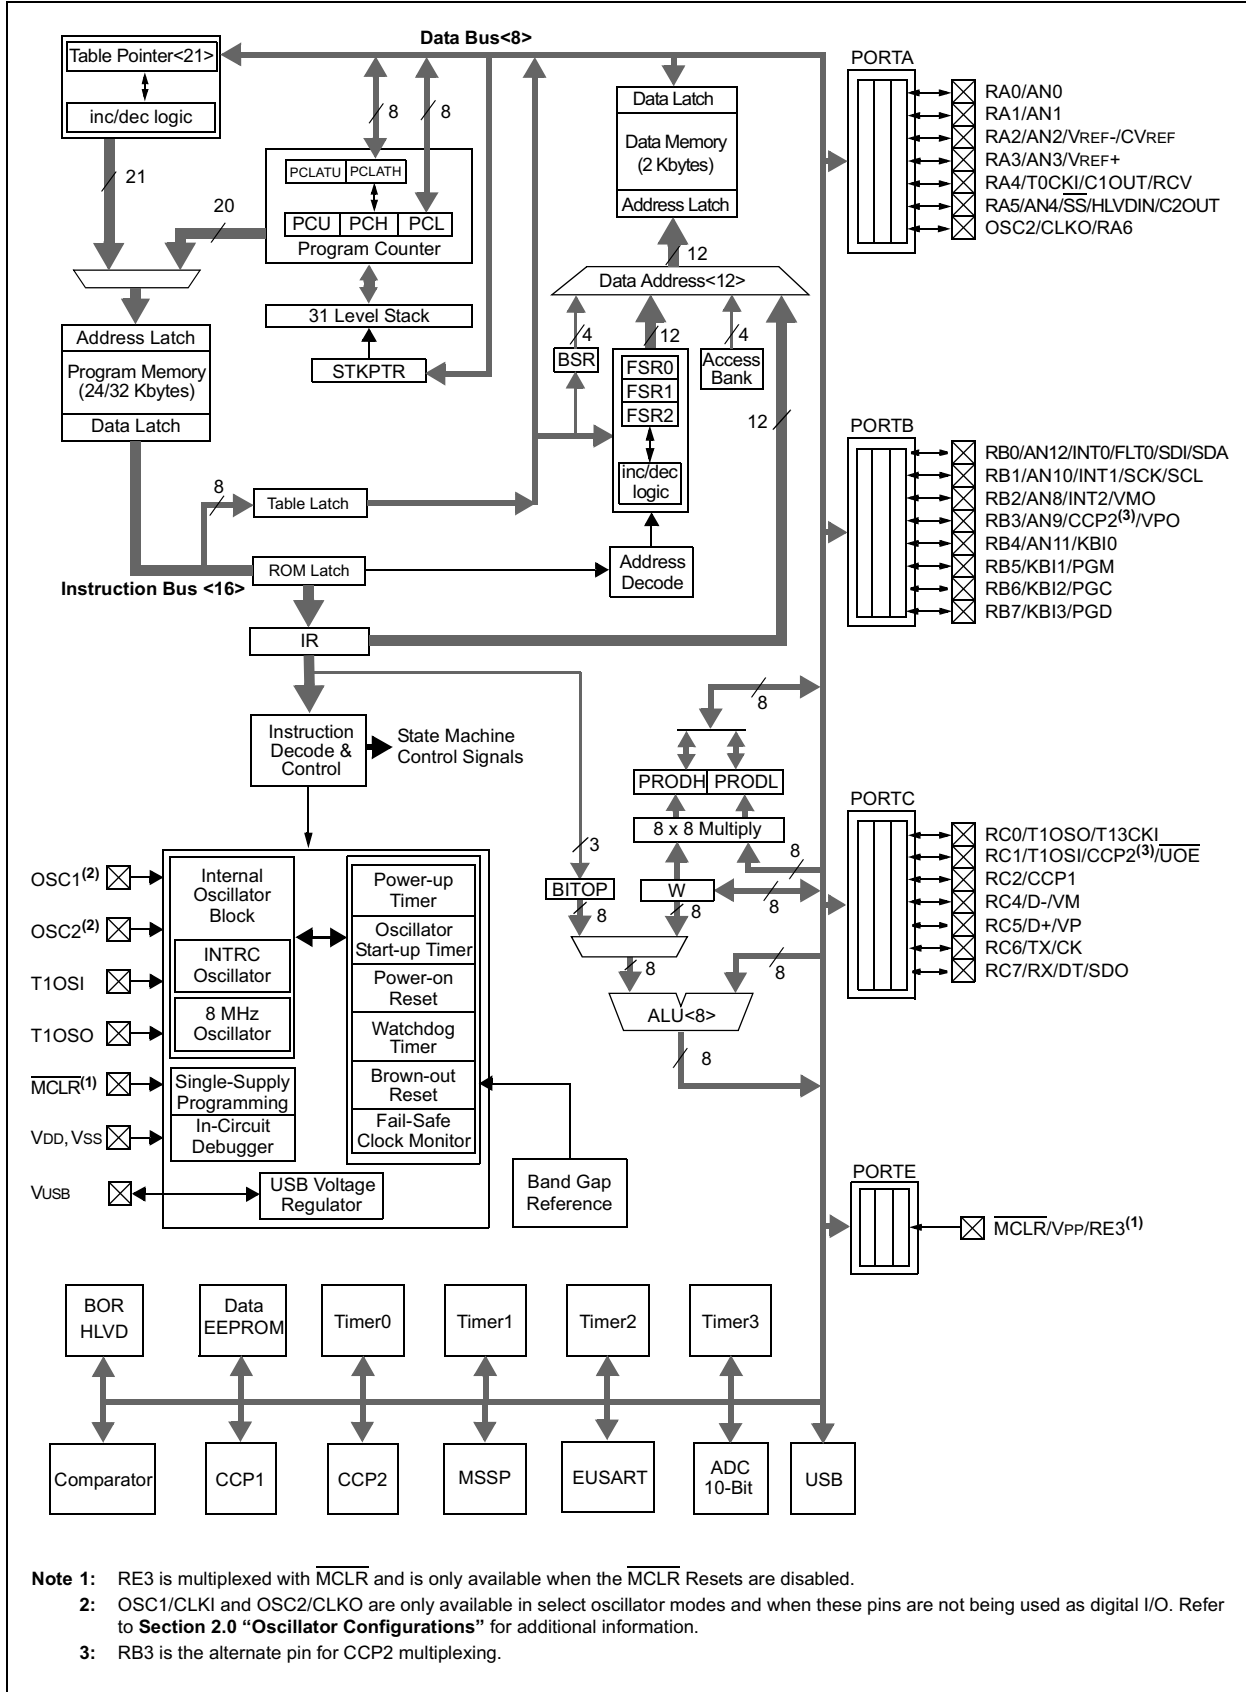 Data Bus<8>
Table Pointer<21>
inc/dec logic
21
20
8
8
PCLATU PCLATH
PCU PCH PCL
Program Counter
31 Level Stack
STKPTR
Address Latch
Program Memory
(24/32 Kbytes)
Data Latch
Data Latch
Data Memory
(2 Kbytes)
Address Latch
12
Data Address<12>
4
12
4
BSR
FSR0
FSR1
FSR2
inc/dec
logic
Access
Bank
12
8
Table Latch
ROM Latch
Instruction Bus <16>
Address
Decode
IR
Instruction
Decode &
Control
State Machine
Control Signals
8
PRODH PRODL
8 x 8 Multiply
3
8
BITOP
W
8
8
8
8
8
ALU<8>
8
OSC1(2)
OSC2(2)
T1OSI
T1OSO
MCLR(1)
VDD, VSS
VUSB
Internal
Oscillator
Block
INTRC
Oscillator
8 MHz
Oscillator
Single-Supply
Programming
In-Circuit
Debugger
USB Voltage
Regulator
Power-up
Timer
Oscillator
Start-up Timer
Power-on
Reset
Watchdog
Timer
Brown-out
Reset
Fail-Safe
Clock Monitor
Band Gap
Reference
PORTA
RA0/AN0
RA1/AN1
RA2/AN2/VREF-/CVREF
RA3/AN3/VREF+
RA4/T0CKI/C1OUT/RCV
RA5/AN4/SS/HLVDIN/C2OUT
OSC2/CLKO/RA6
PORTB
RB0/AN12/INT0/FLT0/SDI/SDA
RB1/AN10/INT1/SCK/SCL
RB2/AN8/INT2/VMO
RB3/AN9/CCP2(3)/VPO
RB4/AN11/KBI0
RB5/KBI1/PGM
RB6/KBI2/PGC
RB7/KBI3/PGD
PORTC
RC0/T1OSO/T13CKI
RC1/T1OSI/CCP2(3)/UOE
RC2/CCP1
RC4/D-/VM
RC5/D+/VP
RC6/TX/CK
RC7/RX/DT/SDO
PORTE
MCLR/VPP/RE3(1)
BOR
HLVD
Data
EEPROM
Timer0
Timer1
Timer2
Timer3
Comparator
CCP1
CCP2
MSSP
EUSART
ADC
10-Bit
USB
Note 1: RE3 is multiplexed with MCLR and is only available when the MCLR Resets are disabled.
2: OSC1/CLKI and OSC2/CLKO are only available in select oscillator modes and when these pins are not being used as digital I/O. Refer
to Section 2.0 “Oscillator Configurations” for additional information.
3: RB3 is the alternate pin for CCP2 multiplexing.